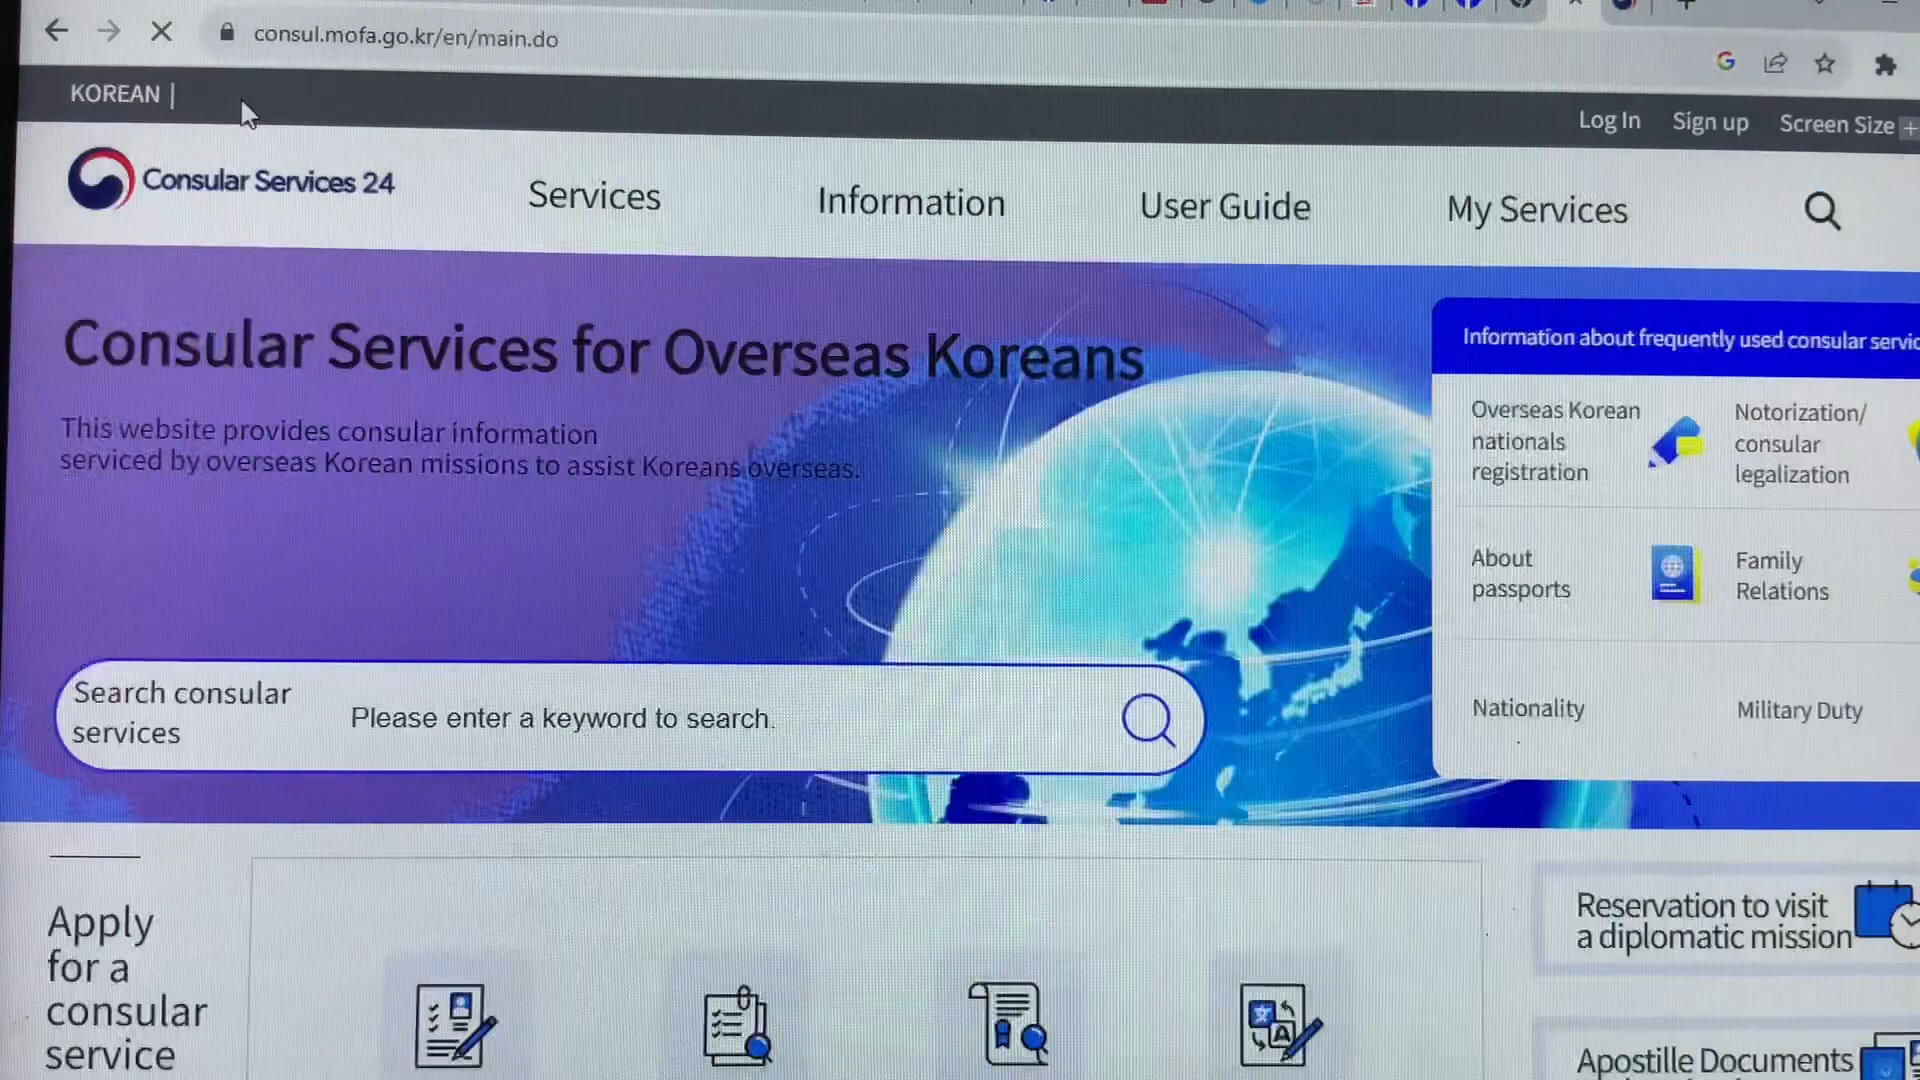 consul.mofa.go.kr/en/main.do
KOREAN |
Log In
Sign up
Screen Size +
Consular Services 24
Services
Information
User Guide
My Services
Consular Services for Overseas Koreans
This website provides consular information
serviced by overseas Korean missions to assist Koreans overseas.
Search consular
services
Please enter a keyword to search.
Information about frequently used consular servic
Overseas Korean
nationals
registration
Notorization/
consular
legalization
About
passports
Family
Relations
Nationality
Military Duty
Apply
for a
consular
service
Reservation to visit
a diplomatic mission
Apostille Documents